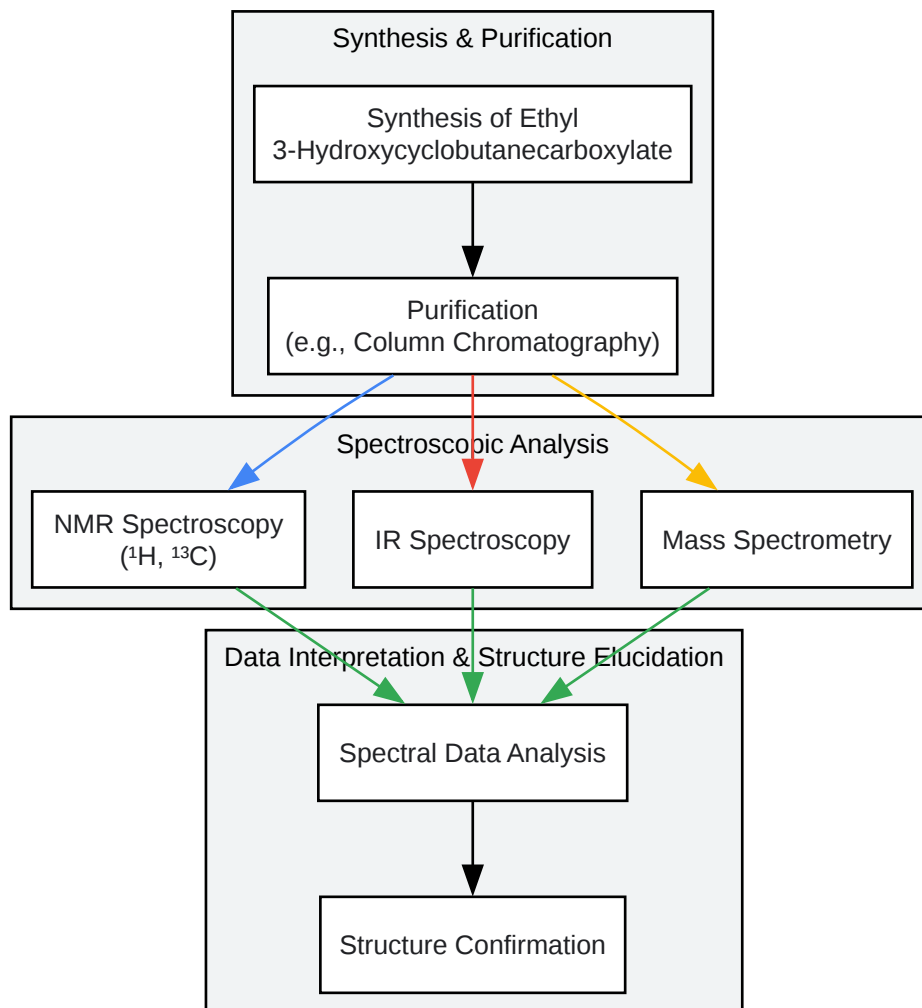 Synthesis & Purification
Synthesis of Ethyl
3-Hydroxycyclobutanecarboxylate
Purification
(e.g., Column Chromatography)
Spectroscopic Analysis
NMR Spectroscopy
(¹H, ¹³C)
IR Spectroscopy
Mass Spectrometry
Data Interpretation & Structure Elucidation
Spectral Data Analysis
Structure Confirmation